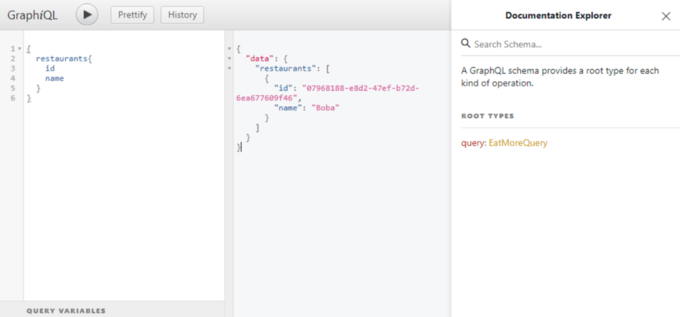 GraphiQL
Prettify
History
1 {
2 restaurants{
3 id
4 name
5 }
6 }
{
"data": {
"restaurants": [
{
"id": "07968188-e8d2-47ef-b72d-
6ea677609f46",
"name": "Boba"
}
]
}
}
QUERY VARIABLES
Documentation Explorer
Search Schema...
A GraphQL schema provides a root type for each
kind of operation.
ROOT TYPES
query: EatMoreQuery